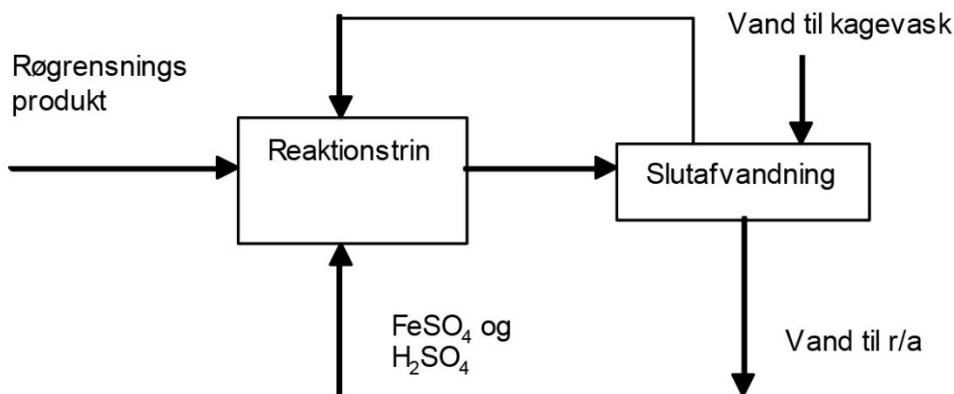 Vand til kagevask
Røgrensnings
produkt
Reaktionstrin
Slutafvandning
FeSO₄ og
H₂SO₄
Vand til r/a